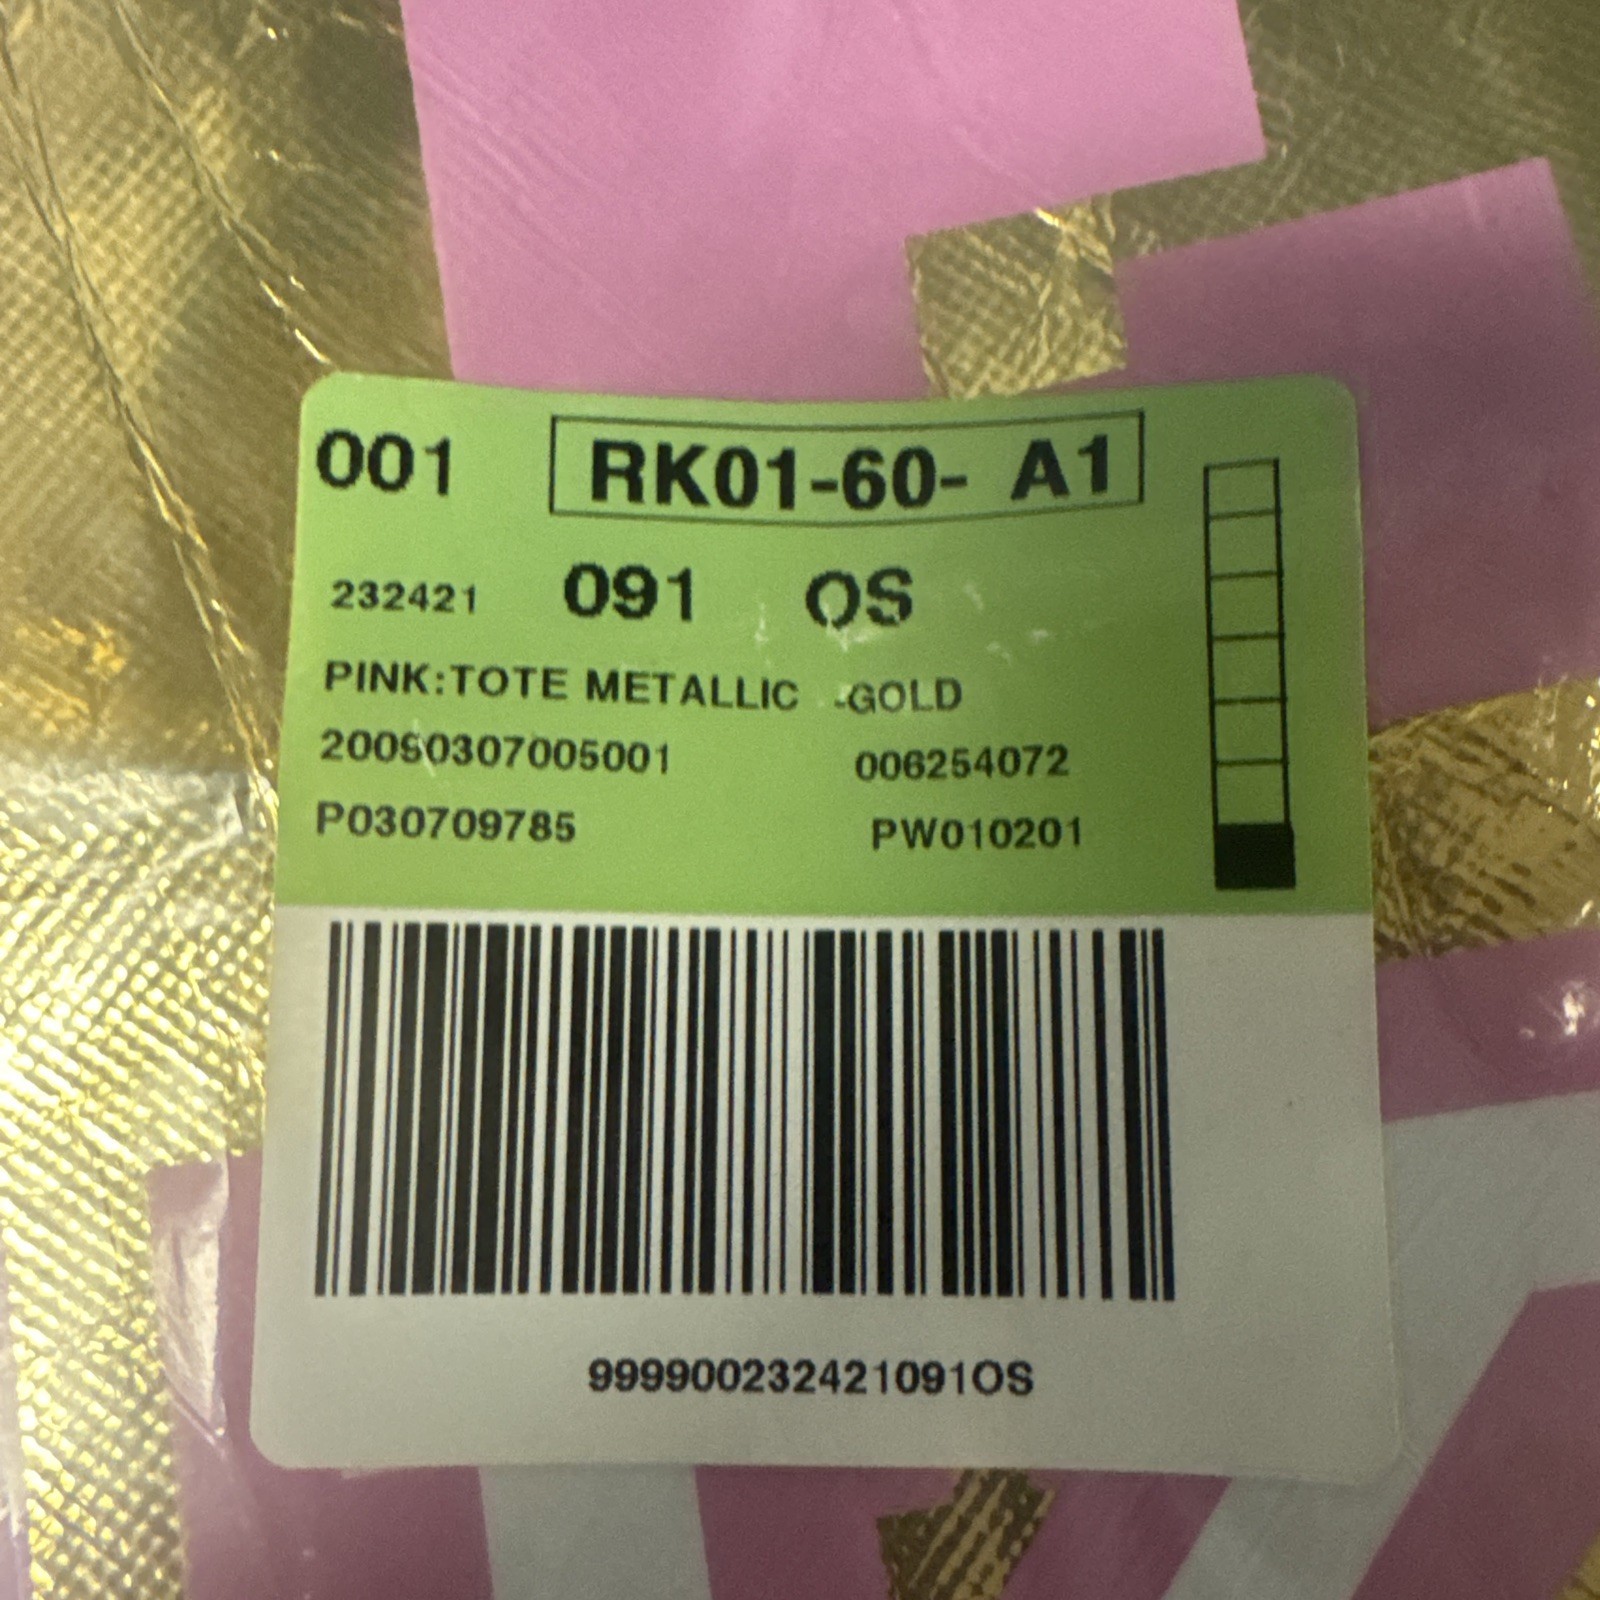 001 RK01-60- A1
232421 091 OS
PINK:TOTE METALLIC -GOLD
20090307005001 006254072
P030709785 PW010201
999900232421091OS